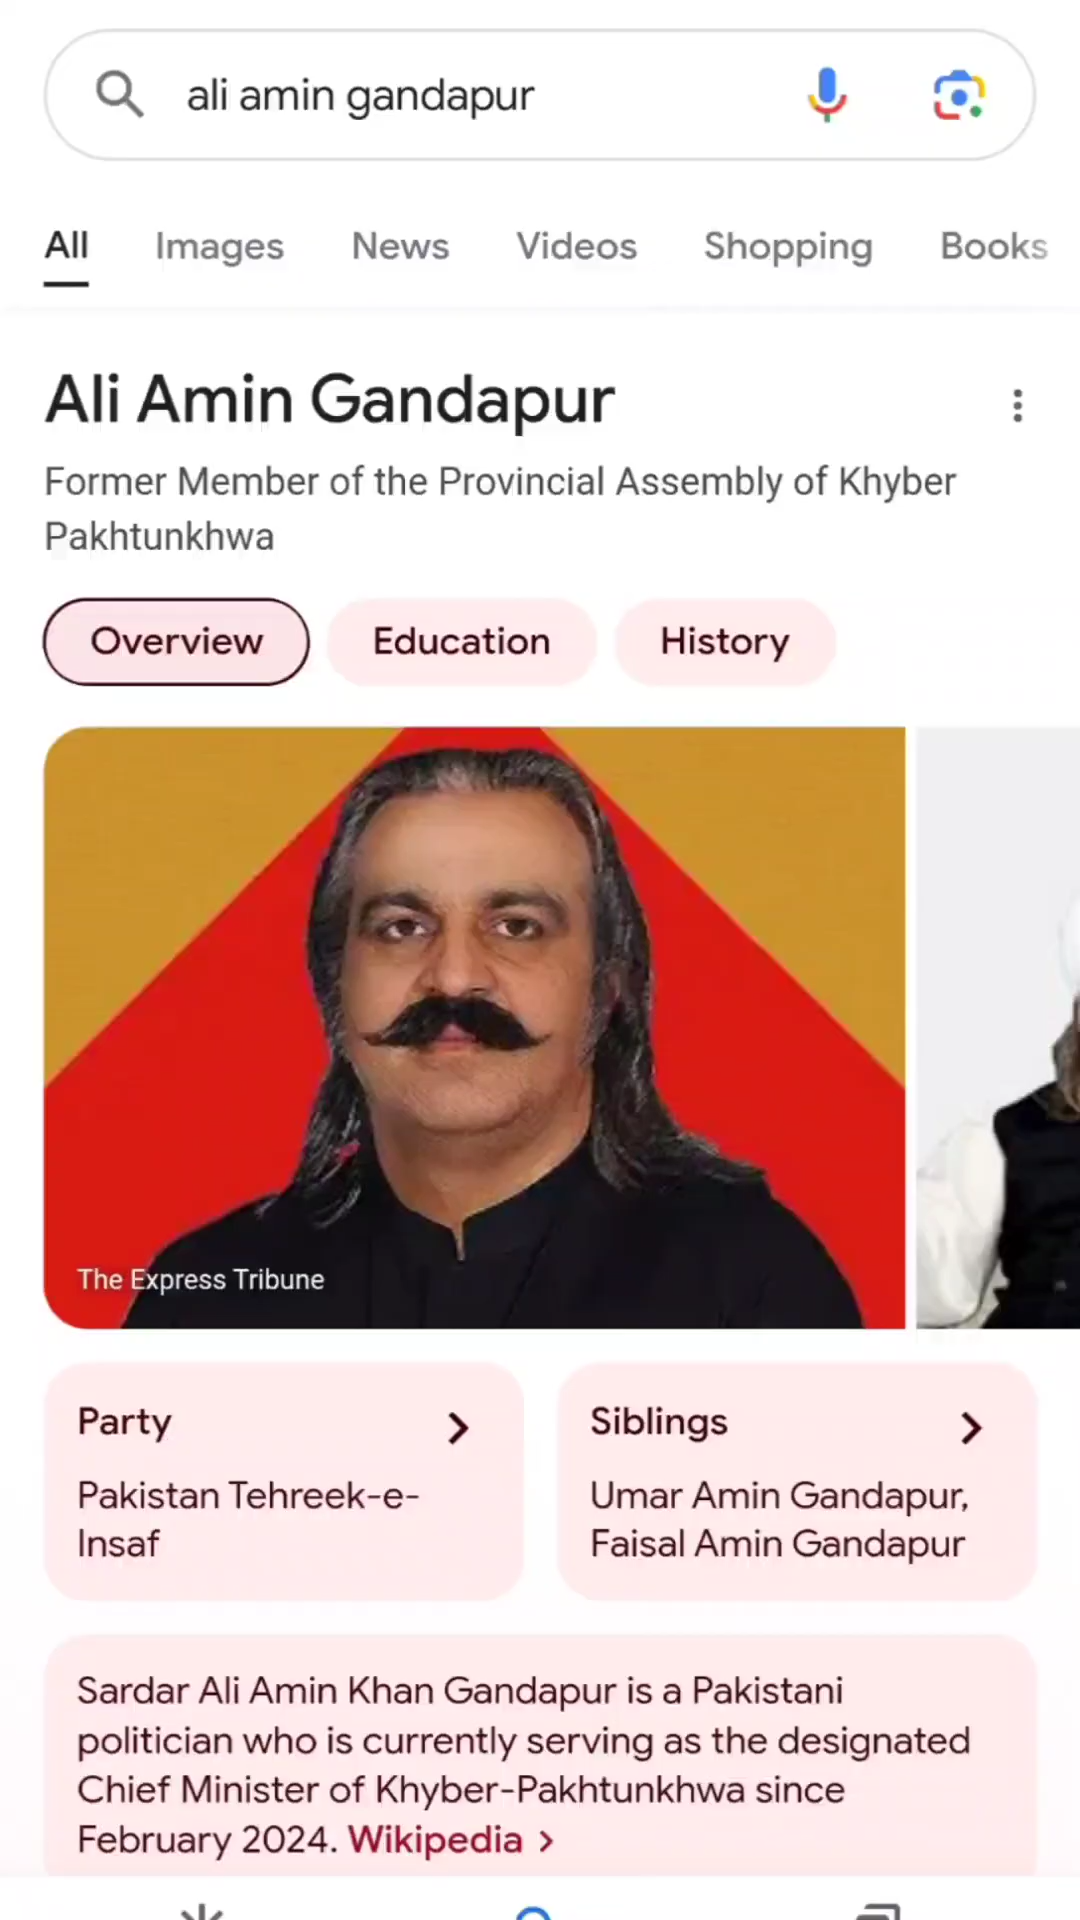 ali amin gandapur
All Images News Videos Shopping Books
Ali Amin Gandapur
Former Member of the Provincial Assembly of Khyber
Pakhtunkhwa
Overview Education History
The Express Tribune
Party
Pakistan Tehreek-e-
Insaf
Siblings
Umar Amin Gandapur,
Faisal Amin Gandapur
Sardar Ali Amin Khan Gandapur is a Pakistani
politician who is currently serving as the designated
Chief Minister of Khyber-Pakhtunkhwa since
February 2024. Wikipedia